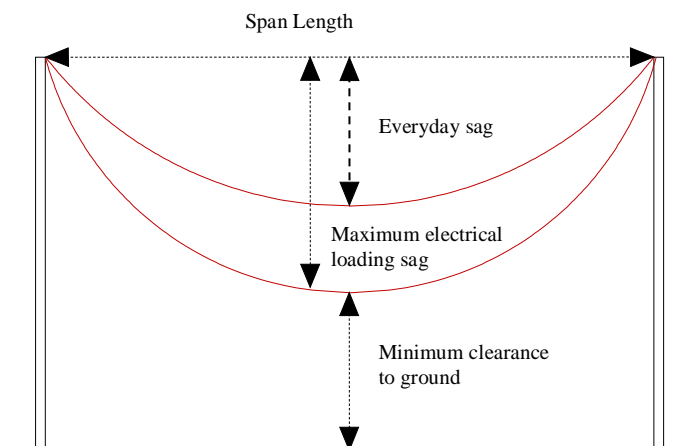 Span Length
Everyday sag
Maximum electrical
loading sag
Minimum clearance
to ground